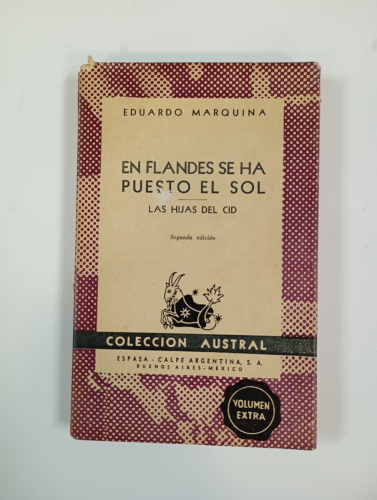 EDUARDO MARQUINA
EN FLANDES SE HA
PUESTO EL SOL
LAS HIJAS DEL CID
Segunda edición
COLECCION AUSTRAL
ESPASA - CALPE ARGENTINA, S. A.
BUENOS AIRES-MEXICO
VOLUMEN
EXTRA